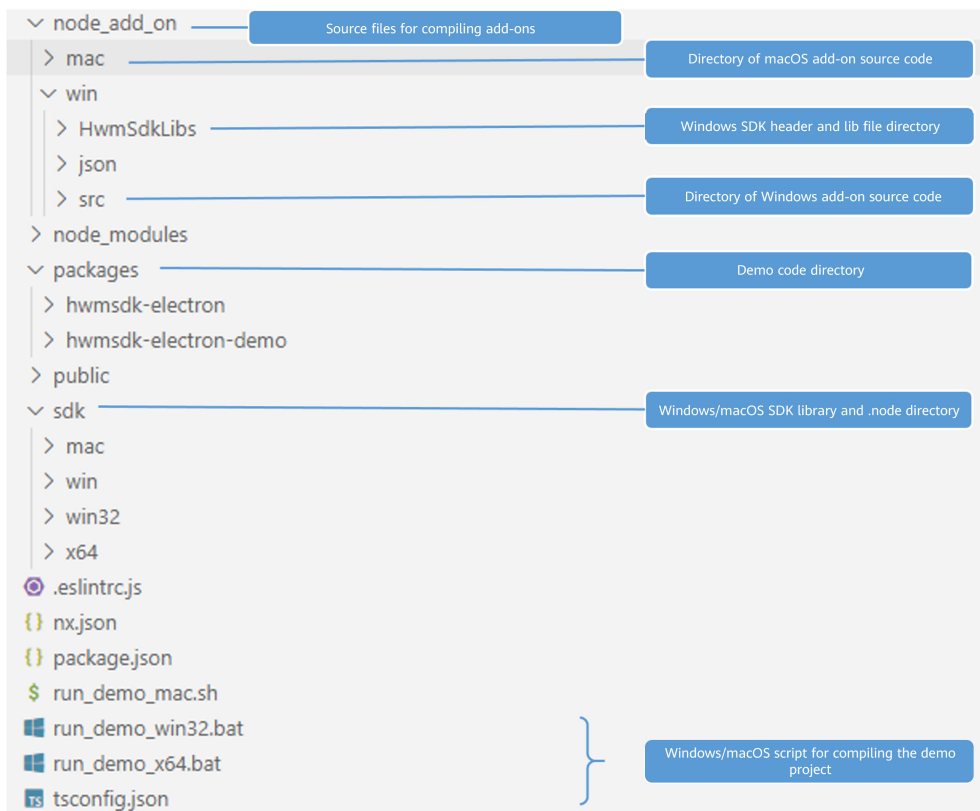 node_add_on
Source files for compiling add-ons
mac
Directory of macOS add-on source code
win
HwmSdkLibs
Windows SDK header and lib file directory
json
src
Directory of Windows add-on source code
node_modules
packages
Demo code directory
hwmsdk-electron
hwmsdk-electron-demo
public
sdk
Windows/macOS SDK library and .node directory
mac
win
win32
x64
.eslintrc.js
{} nx.json
{} package.json
$ run_demo_mac.sh
run_demo_win32.bat
run_demo_x64.bat
Windows/macOS script for compiling the demo
project
TS tsconfig.json